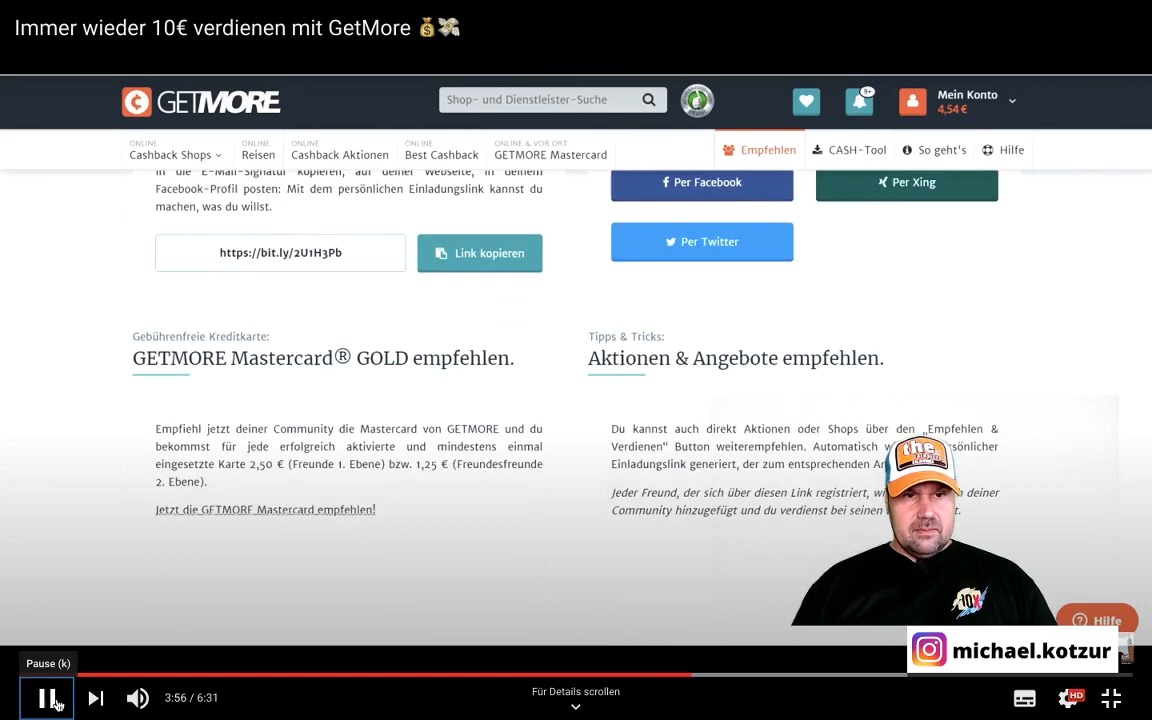 Immer wieder 10€ verdienen mit GetMore 💰💸
GETMORE
Shop- und Dienstleister-Suche
9+
Mein Konto
4,54 €
ONLINE
Cashback Shops
ONLINE
Reisen
ONLINE
Cashback Aktionen
ONLINE
Best Cashback
ONLINE & VOR ORT
GETMORE Mastercard
Empfehlen
CASH-Tool
So geht's
Hilfe
in die E-Mail-Signatur kopieren, auf deiner Webseite, in deinem
Facebook-Profil posten: Mit dem persönlichen Einladungslink kannst du
machen, was du willst.
https://bit.ly/2U1H3Pb
Link kopieren
Per Facebook
Per Xing
Per Twitter
Gebührenfreie Kreditkarte:
GETMORE Mastercard® GOLD empfehlen.
Empfiehl jetzt deiner Community die Mastercard von GETMORE und du
bekommst für jede erfolgreich aktivierte und mindestens einmal
eingesetzte Karte 2,50 € (Freunde 1. Ebene) bzw. 1,25 € (Freundesfreunde
2. Ebene).
Jetzt die GETMORE Mastercard empfehlen!
Tipps & Tricks:
Aktionen & Angebote empfehlen.
Du kannst auch direkt Aktionen oder Shops über den „Empfehlen &
Verdienen“ Button weiterempfehlen. Automatisch
Einladungslink generiert, der zum entsprechenden
Jeder Freund, der sich über diesen Link registriert, deiner
Community hinzugefügt und du verdienst bei seinen
the
10X
Hilfe
michael.kotzur
Pause (k)
3:56 / 6:31
Für Details scrollen
HD